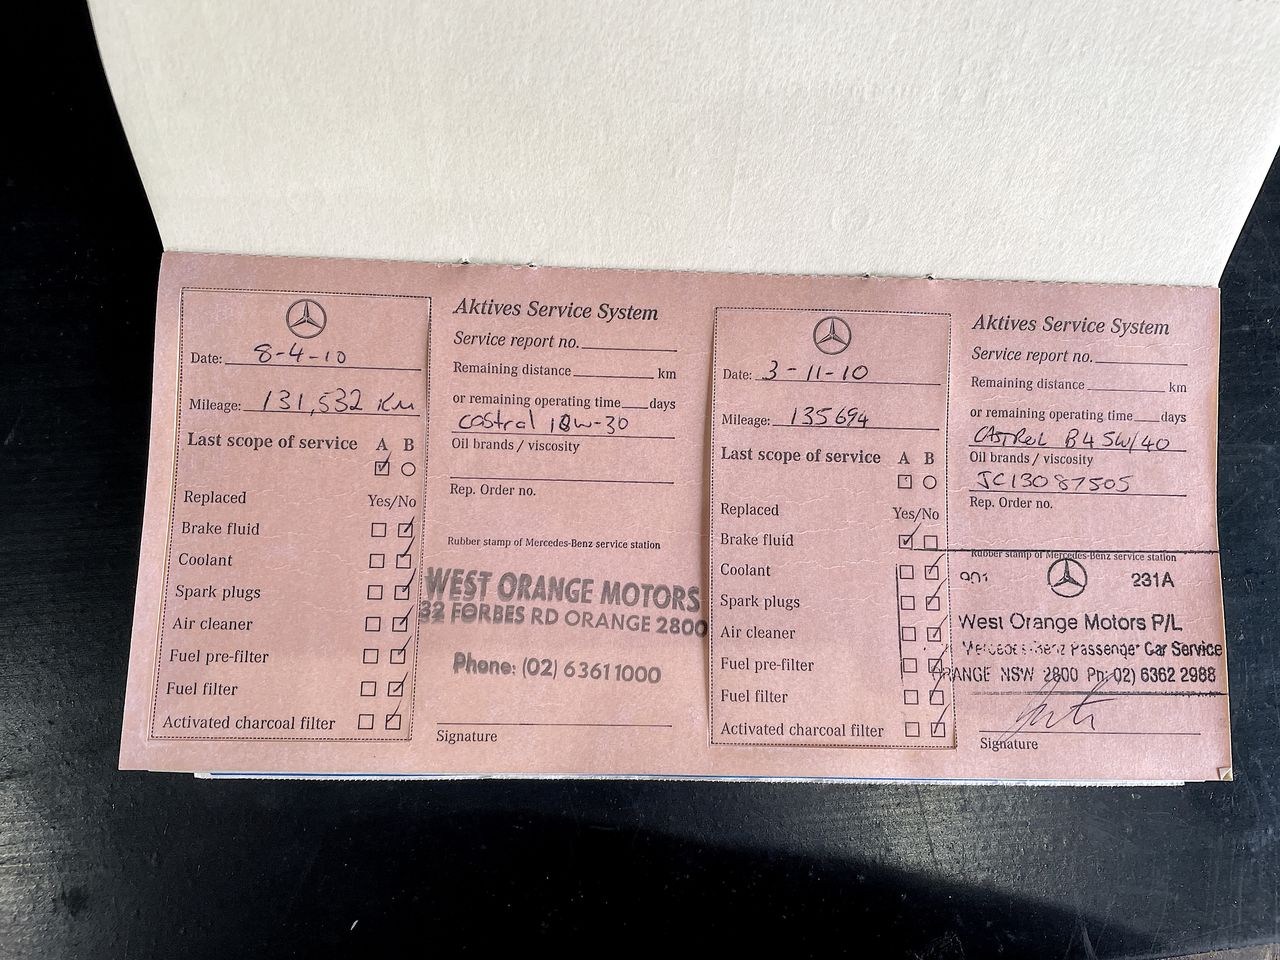 Date: 8-4-10
Mileage: 131,532 Km
Last scope of service A B
Replaced Yes/No
Brake fluid
Coolant
Spark plugs
Air cleaner
Fuel pre-filter
Fuel filter
Activated charcoal filter
Aktives Service System
Service report no.
Remaining distance km
or remaining operating time days
Castrol 10w-30
Oil brands / viscosity
Rep. Order no.
Rubber stamp of Mercedes-Benz service station
WEST ORANGE MOTORS
32 FORBES RD ORANGE 2800
Phone: (02) 6361 1000
Signature
Date: 3-11-10
Mileage: 135694
Last scope of service A B
Replaced Yes/No
Brake fluid
Coolant
Spark plugs
Air cleaner
Fuel pre-filter
Fuel filter
Activated charcoal filter
Aktives Service System
Service report no.
Remaining distance km
or remaining operating time days
5W/40
Oil brands / viscosity
JC13087505
Rep. Order no.
Rubber stamp of Mercedes-Benz service station
231A
West Orange Motors P/L
Mercedes-Benz Passenger Car Service
ORANGE NSW 2800 Ph: 02) 6362 2988
Signature